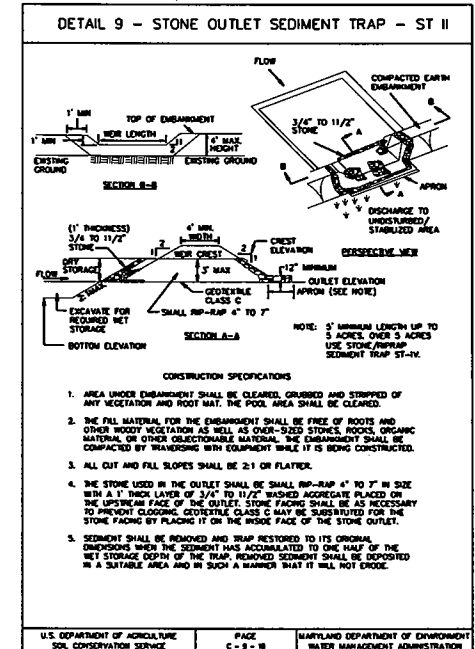 DETAIL 9 - STONE OUTLET SEDIMENT TRAP - ST II
FLOW
COMPACTED EARTH
EMBANKMENT
1' MIN
TOP OF EMBANKMENT
WEIR LENGTH
1' MIN
4' MAX.
HEIGHT
EXISTING
GROUND
EXISTING GROUND
SECTION B-B
3/4" TO 11/2"
STONE
A
B
B
A
APRON
DISCHARGE TO
UNDISTURBED/
STABILIZED AREA
PERSPECTIVE VIEW
(1' THICKNESS)
3/4 TO 11/2"
STONE
4' MIN.
WIDTH
WEIR CREST
CREST
ELEVATION
FLOW
DRY
STORAGE
3' MAX
12" MINIMUM
OUTLET ELEVATION
APRON (SEE NOTE)
GEOTEXTILE
CLASS C
SMALL RIP-RAP 4" TO 7"
2:1 MAX
EXCAVATE FOR
REQUIRED WET
STORAGE
BOTTOM ELEVATION
SECTION A-A
NOTE: 5' MINIMUM LENGTH UP TO
5 ACRES, OVER 5 ACRES
USE STONE/RIPRAP
SEDIMENT TRAP ST-IV.
CONSTRUCTION SPECIFICATIONS
1. AREA UNDER EMBANKMENT SHALL BE CLEARED, GRUBBED AND STRIPPED OF
ANY VEGETATION AND ROOT MAT. THE POOL AREA SHALL BE CLEARED.
2. THE FILL MATERIAL FOR THE EMBANKMENT SHALL BE FREE OF ROOTS AND
OTHER WOODY VEGETATION AS WELL AS OVER-SIZED STONES, ROCKS, ORGANIC
MATERIAL OR OTHER OBJECTIONABLE MATERIAL. THE EMBANKMENT SHALL BE
COMPACTED BY TRAVERSING WITH EQUIPMENT WHILE IT IS BEING CONSTRUCTED.
3. ALL CUT AND FILL SLOPES SHALL BE 2:1 OR FLATTER.
4. THE STONE USED IN THE OUTLET SHALL BE SMALL RIP-RAP 4" TO 7" IN SIZE
WITH A 1' THICK LAYER OF 3/4" TO 11/2" WASHED AGGREGATE PLACED ON
THE UPSTREAM FACE OF THE OUTLET. STONE FACING SHALL BE AS NECESSARY
TO PREVENT CLOGGING. GEOTEXTILE CLASS C MAY BE SUBSTITUTED FOR THE
STONE FACING BY PLACING IT ON THE INSIDE FACE OF THE STONE OUTLET.
5. SEDIMENT SHALL BE REMOVED AND TRAP RESTORED TO ITS ORIGINAL
DIMENSIONS WHEN THE SEDIMENT HAS ACCUMULATED TO ONE HALF OF THE
WET STORAGE DEPTH OF THE TRAP. REMOVED SEDIMENT SHALL BE DEPOSITED
IN A SUITABLE AREA AND IN SUCH A MANNER THAT IT WILL NOT ERODE.
U.S. DEPARTMENT OF AGRICULTURE
SOIL CONSERVATION SERVICE
PAGE
C - 9 - 10
MARYLAND DEPARTMENT OF ENVIRONMENT
WATER MANAGEMENT ADMINISTRATION